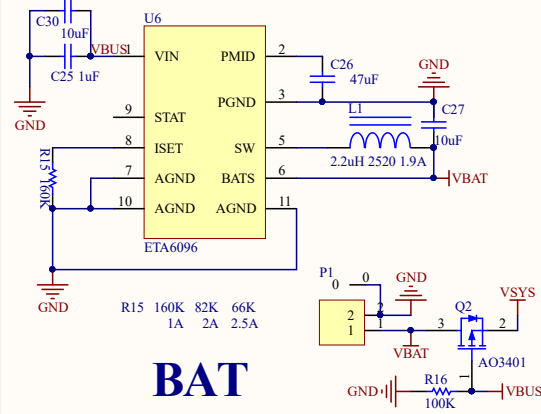 C30
10uF
U6
VBUS 1
VIN
PMID
2
C25 1uF
C26
47uF
GND
PGND
3
GND
9
STAT
L1
C27
10uF
8
ISET
SW
5
2.2uH 2520 1.9A
R15 160K
7
AGND
BATS
6
VBAT
10
AGND
AGND
11
ETA6096
GND
P1
0
0
GND
VSYS
R15 160K 82K 66K
1A 2A 2.5A
2
2
1
1
Q2
3
2
VBAT
AO3401
BAT
1
GND
R16
100K
VBUS